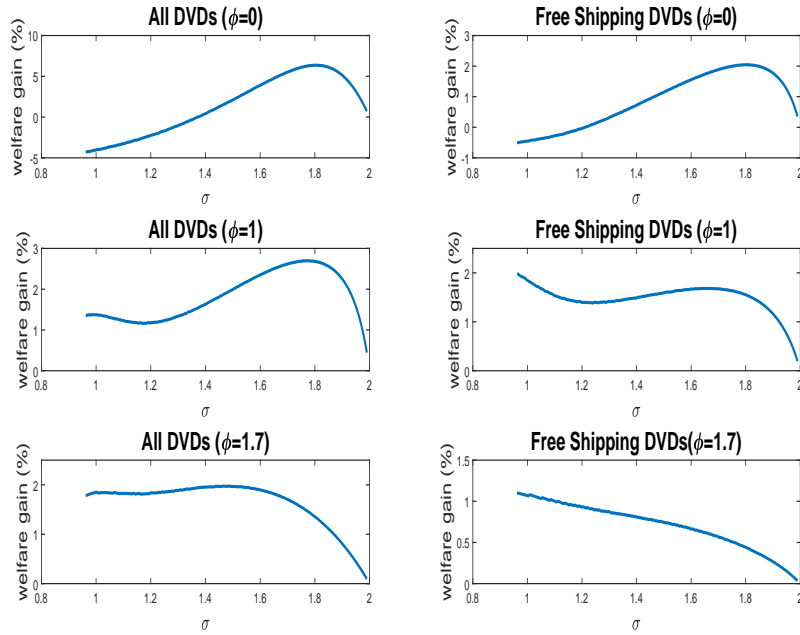 All DVDs (ϕ=0)
welfare gain (%)
10
5
0
-5
0.8 1 1.2 1.4 1.6 1.8 2
σ
Free Shipping DVDs (ϕ=0)
welfare gain (%)
3
2
1
0
-1
0.8 1 1.2 1.4 1.6 1.8 2
σ
All DVDs (ϕ=1)
welfare gain (%)
3
2
1
0
0.8 1 1.2 1.4 1.6 1.8 2
σ
Free Shipping DVDs (ϕ=1)
welfare gain (%)
2
1
0
0.8 1 1.2 1.4 1.6 1.8 2
σ
All DVDs (ϕ=1.7)
welfare gain (%)
2
1
0
0.8 1 1.2 1.4 1.6 1.8 2
σ
Free Shipping DVDs(ϕ=1.7)
welfare gain (%)
1.5
1
0.5
0
0.8 1 1.2 1.4 1.6 1.8 2
σ